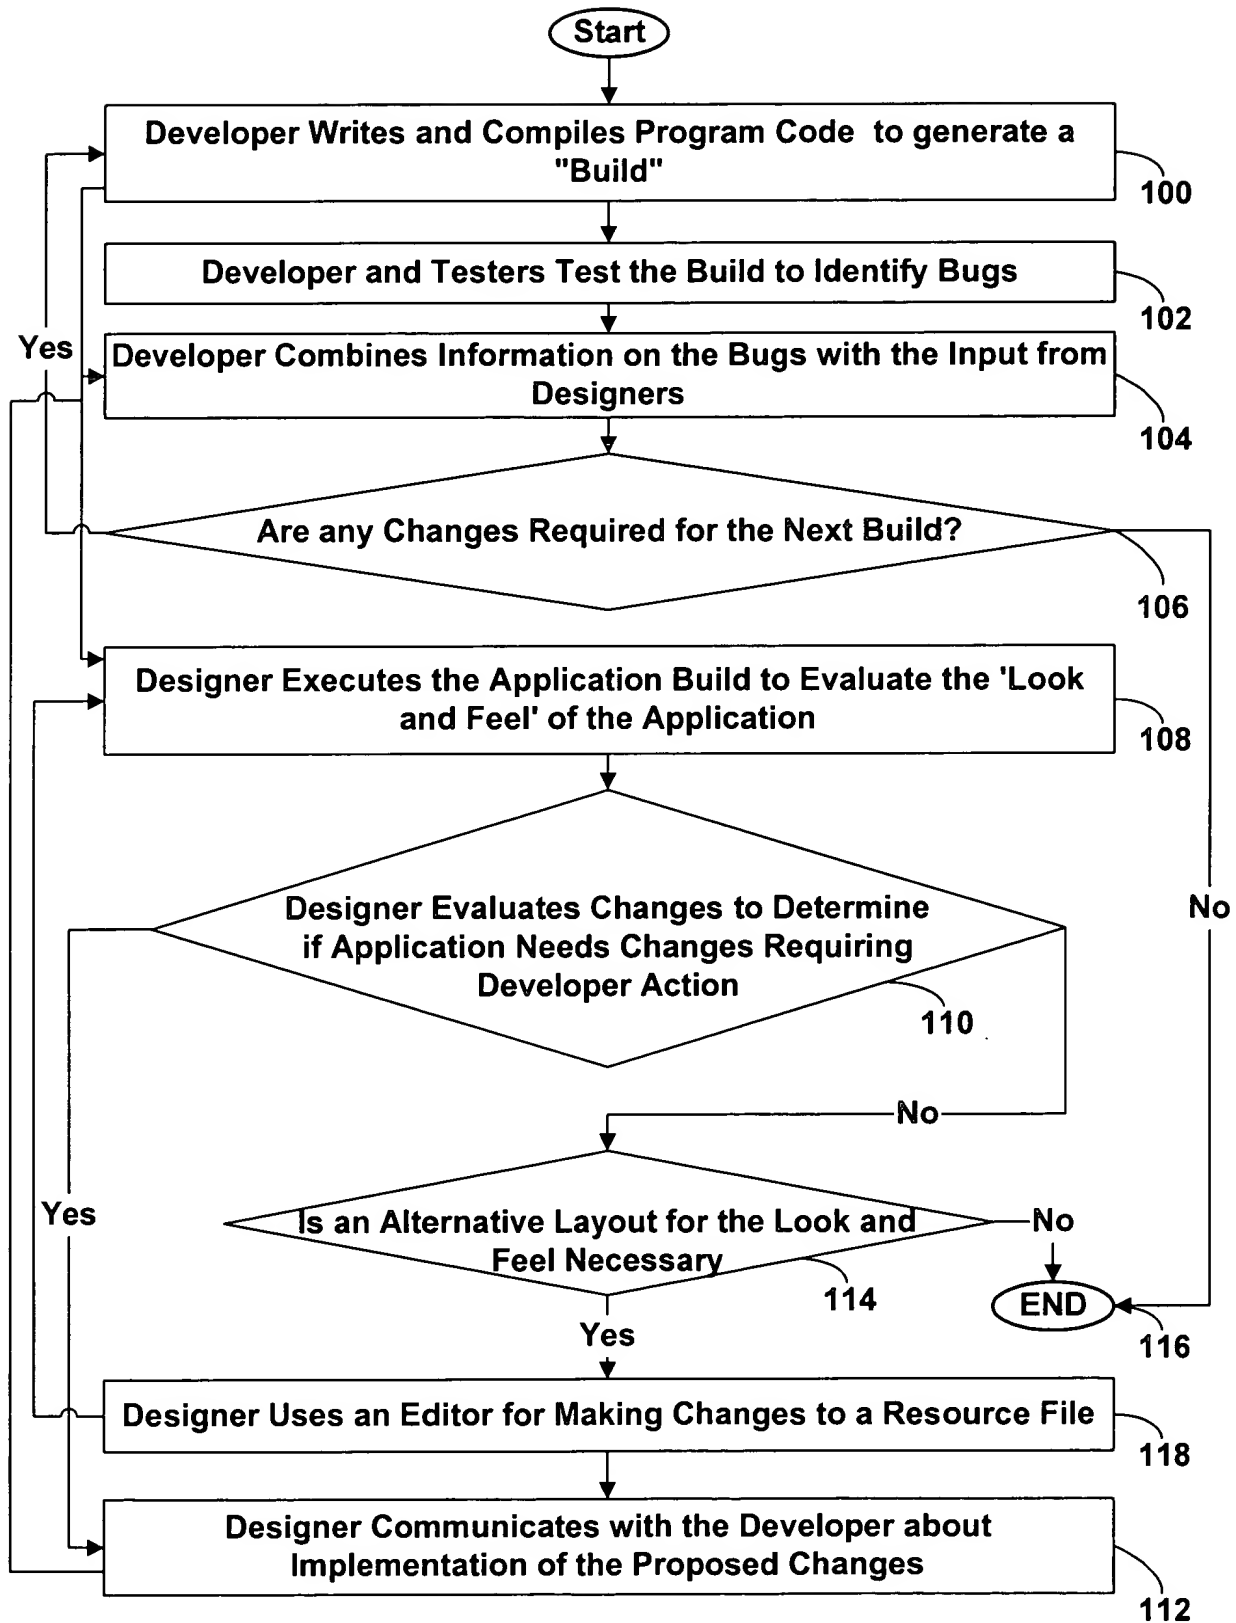 Start
Developer Writes and Compiles Program Code to generate a
"Build"
100
Developer and Testers Test the Build to Identify Bugs
102
Yes
Developer Combines Information on the Bugs with the Input from
Designers
104
Are any Changes Required for the Next Build?
106
Designer Executes the Application Build to Evaluate the 'Look
and Feel' of the Application
108
No
Designer Evaluates Changes to Determine
if Application Needs Changes Requiring
Developer Action
110
No
Yes
Is an Alternative Layout for the Look and
Feel Necessary
No
114
END
116
Yes
Designer Uses an Editor for Making Changes to a Resource File
118
Designer Communicates with the Developer about
Implementation of the Proposed Changes
112